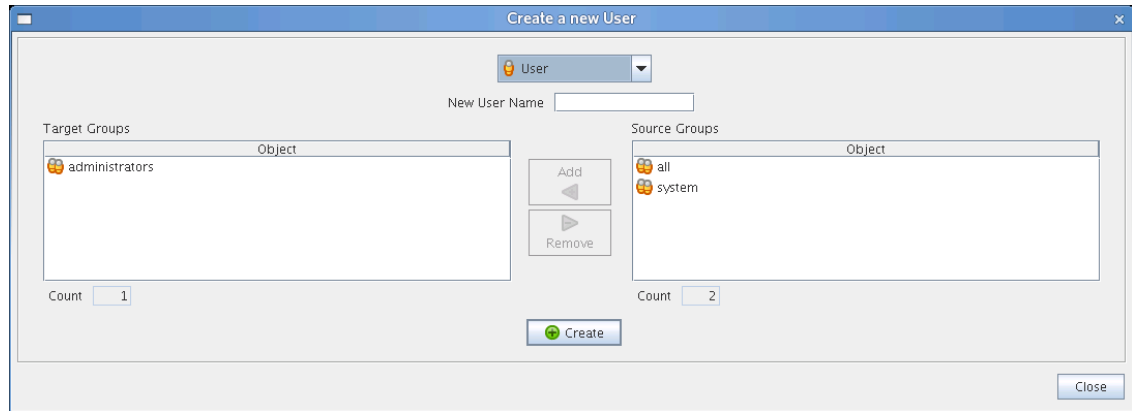 Create a new User
User
New User Name
Target Groups
Source Groups
Object
Object
administrators
all
system
Add
Remove
Count 1
Count 2
Create
Close